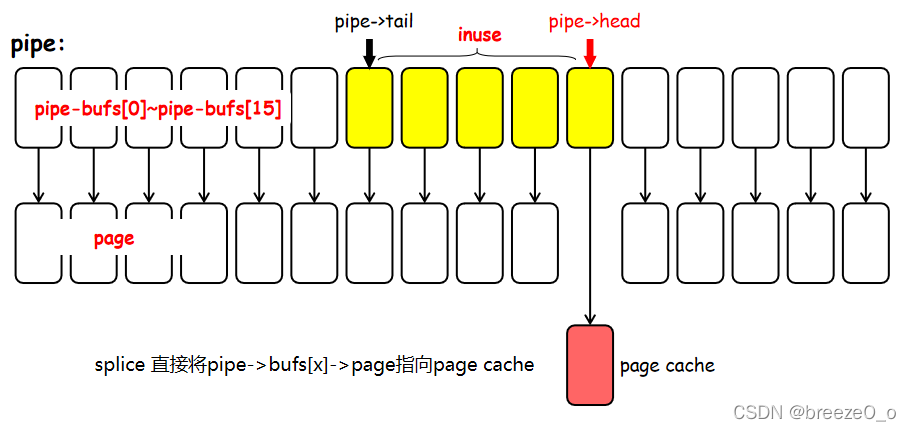 pipe->tail
pipe->head
inuse
pipe:
pipe-bufs[0]~pipe-bufs[15]
page
splice 直接将pipe->bufs[x]->page指向page cache
page cache
CSDN @breezeO_o